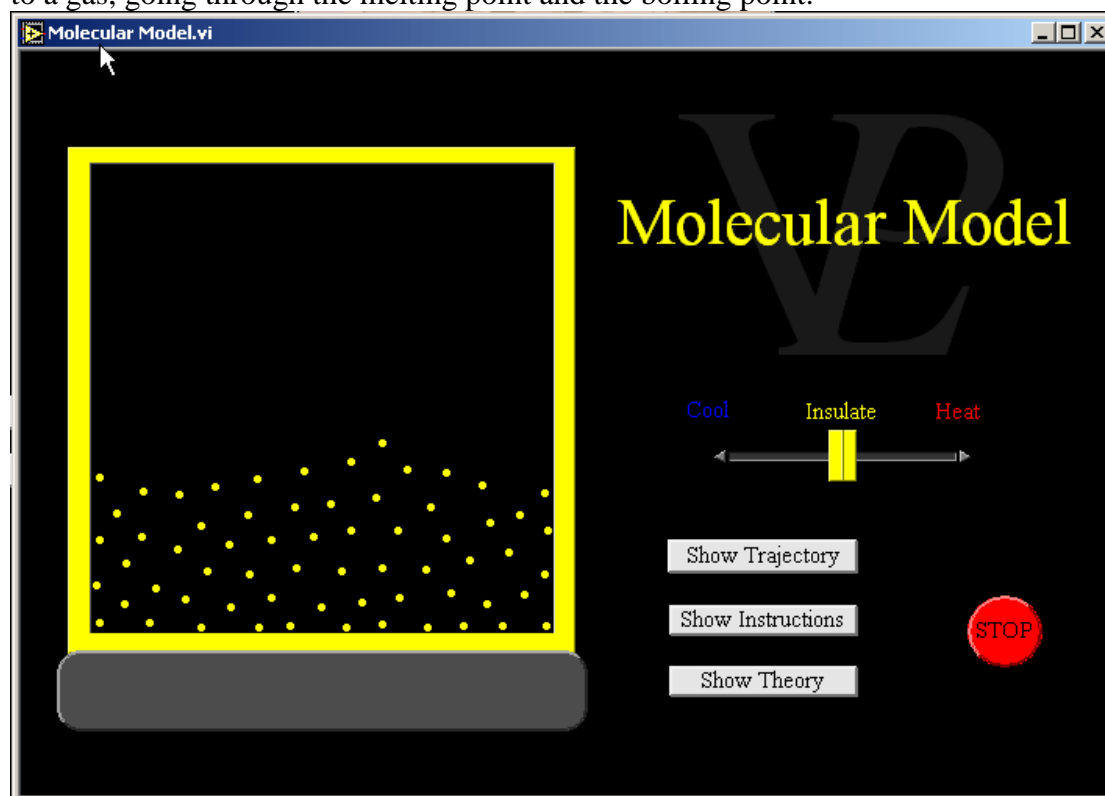 to a gas, going through the melting point and the boiling point.
Molecular Model.vi
VPL
Molecular Model
Cool Insulate Heat
Show Trajectory
Show Instructions
STOP
Show Theory